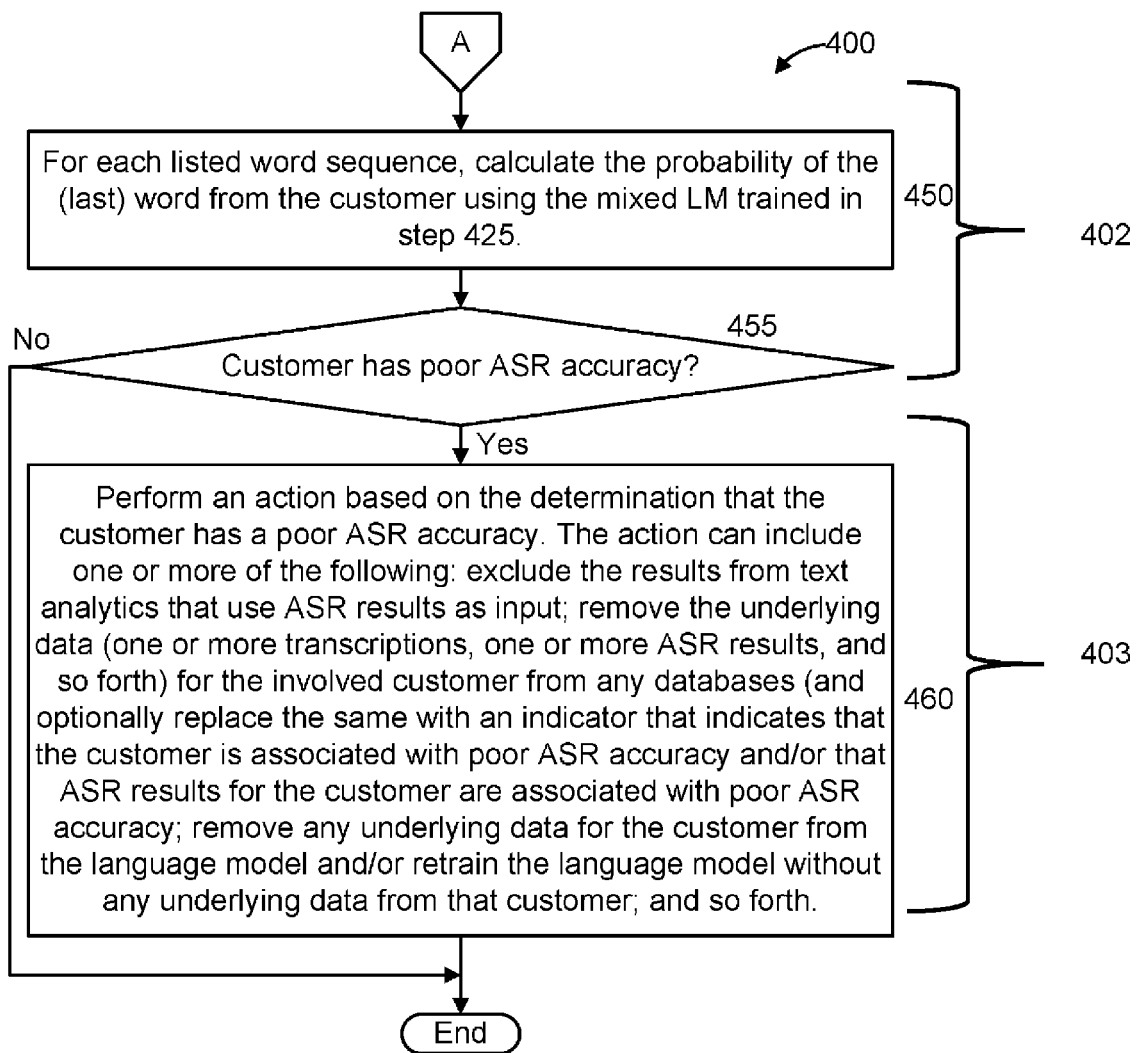 A
400
For each listed word sequence, calculate the probability of the
(last) word from the customer using the mixed LM trained in
step 425.
450
402
No
455
Customer has poor ASR accuracy?
Yes
Perform an action based on the determination that the
customer has a poor ASR accuracy. The action can include
one or more of the following: exclude the results from text
analytics that use ASR results as input; remove the underlying
data (one or more transcriptions, one or more ASR results, and
so forth) for the involved customer from any databases (and
optionally replace the same with an indicator that indicates that
the customer is associated with poor ASR accuracy and/or that
ASR results for the customer are associated with poor ASR
accuracy; remove any underlying data for the customer from
the language model and/or retrain the language model without
any underlying data from that customer; and so forth.
460
403
End